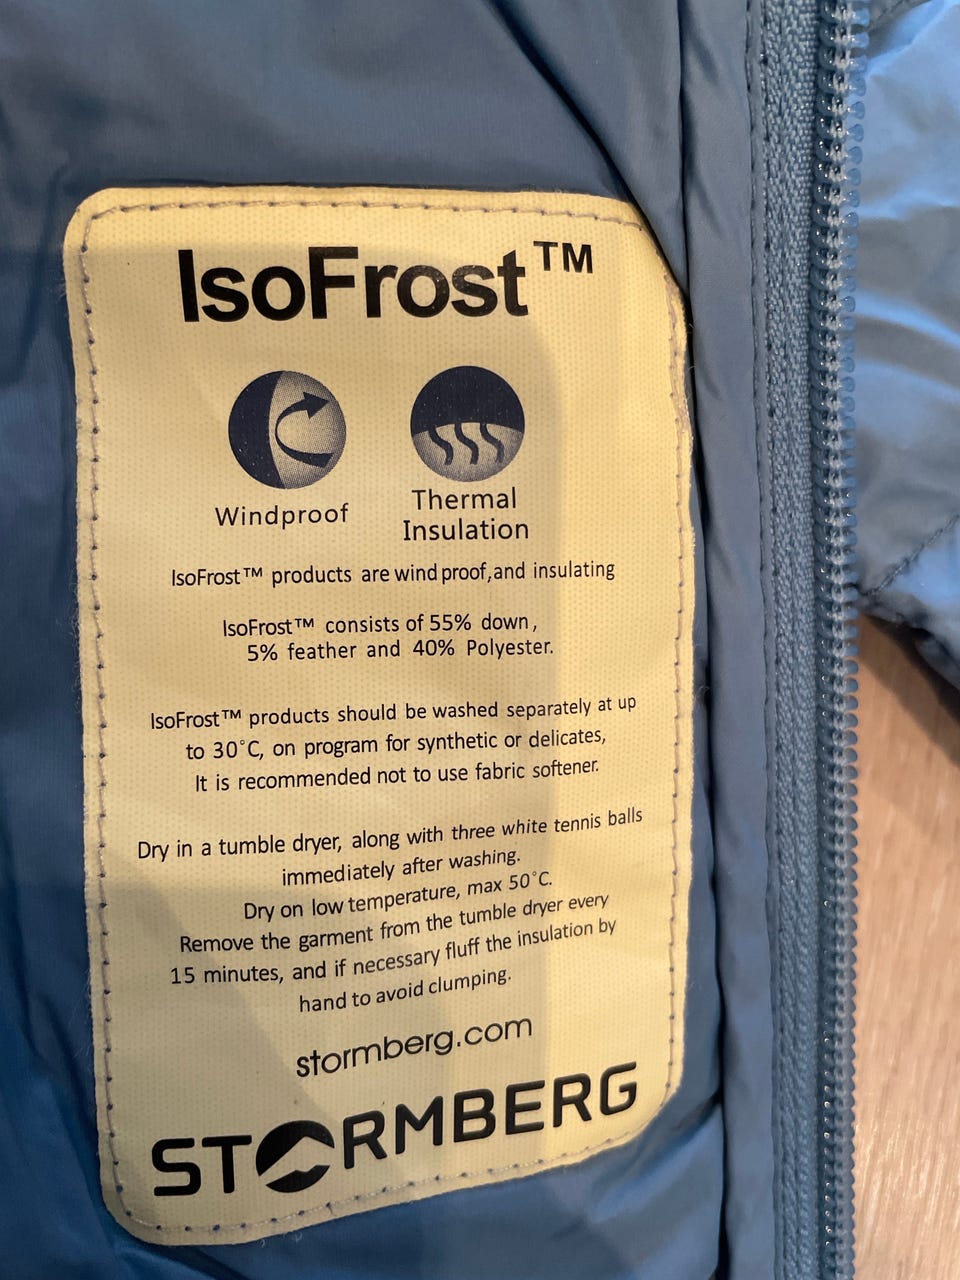 IsoFrost™
Windproof
Thermal
Insulation
IsoFrost™ products are wind proof,and insulating
IsoFrost™ consists of 55% down,
5% feather and 40% Polyester.
IsoFrost™ products should be washed separately at up
to 30°C, on program for synthetic or delicates,
It is recommended not to use fabric softener.
Dry in a tumble dryer, along with three white tennis balls
immediately after washing.
Dry on low temperature, max 50°C.
Remove the garment from the tumble dryer every
15 minutes, and if necessary fluff the insulation by
hand to avoid clumping.
stormberg.com
STORMBERG